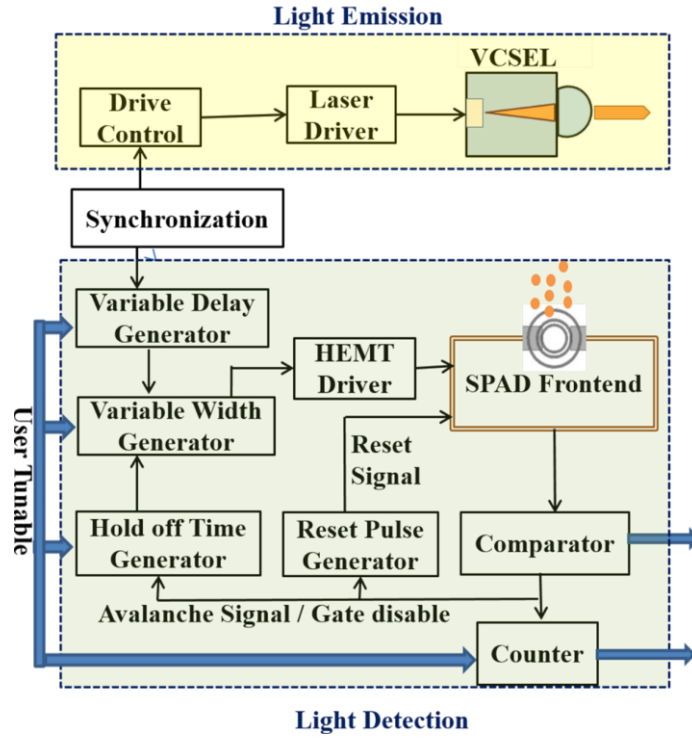 Light Emission
VCSEL
Drive
Control
Laser
Driver
Synchronization
Variable Delay
Generator
HEMT
Driver
SPAD Frontend
Variable Width
Generator
User Tunable
Reset
Signal
Hold off Time
Generator
Reset Pulse
Generator
Comparator
Avalanche Signal / Gate disable
Counter
Light Detection